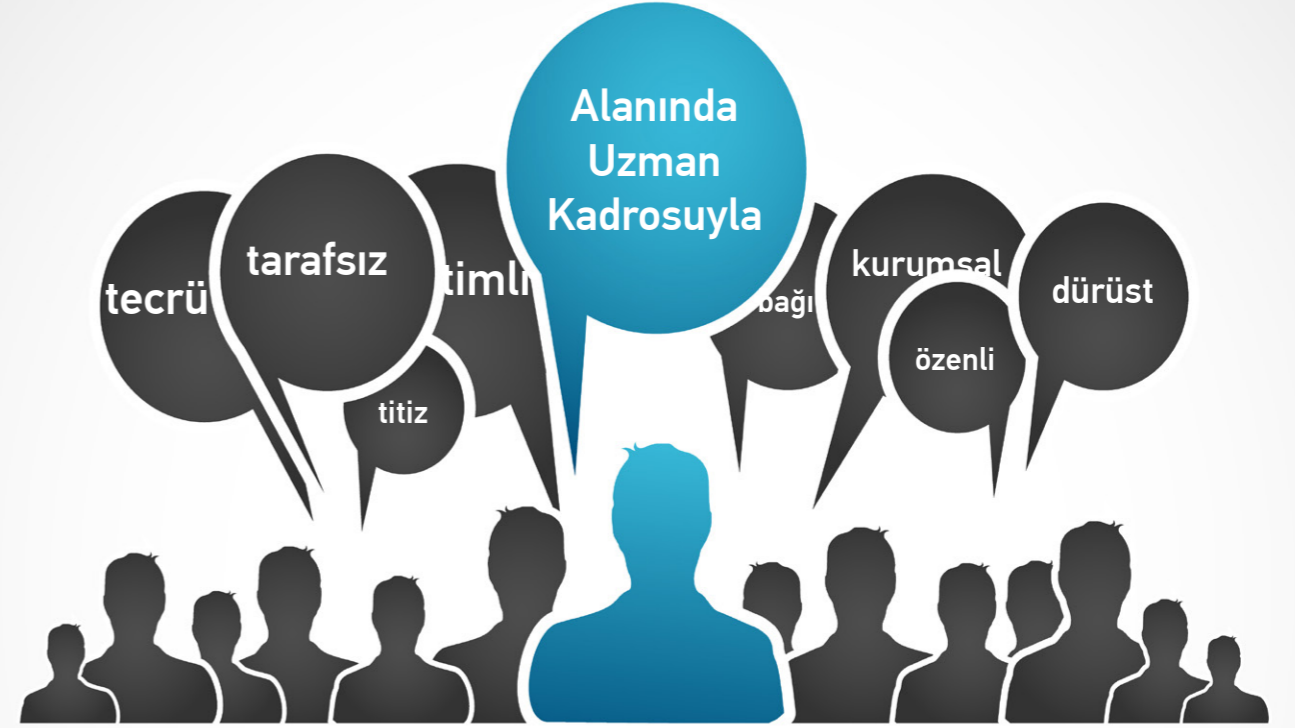 Alanında
Uzman
Kadrosuyla
tecrü
tarafsız
timli
titiz
bağı
kurumsal
özenli
dürüst